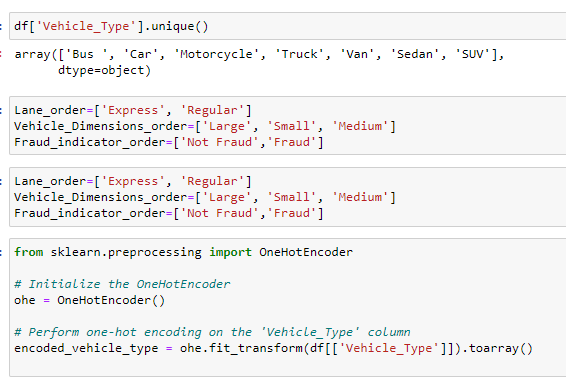 df['Vehicle_Type'].unique()
array(['Bus ', 'Car', 'Motorcycle', 'Truck', 'Van', 'Sedan', 'SUV'],
dtype=object)
Lane_order=['Express', 'Regular']
Vehicle_Dimensions_order=['Large', 'Small', 'Medium']
Fraud_indicator_order=['Not Fraud','Fraud']
Lane_order=['Express', 'Regular']
Vehicle_Dimensions_order=['Large', 'Small', 'Medium']
Fraud_indicator_order=['Not Fraud','Fraud']
from sklearn.preprocessing import OneHotEncoder
# Initialize the OneHotEncoder
ohe = OneHotEncoder()
# Perform one-hot encoding on the 'Vehicle_Type' column
encoded_vehicle_type = ohe.fit_transform(df[['Vehicle_Type']]).toarray()